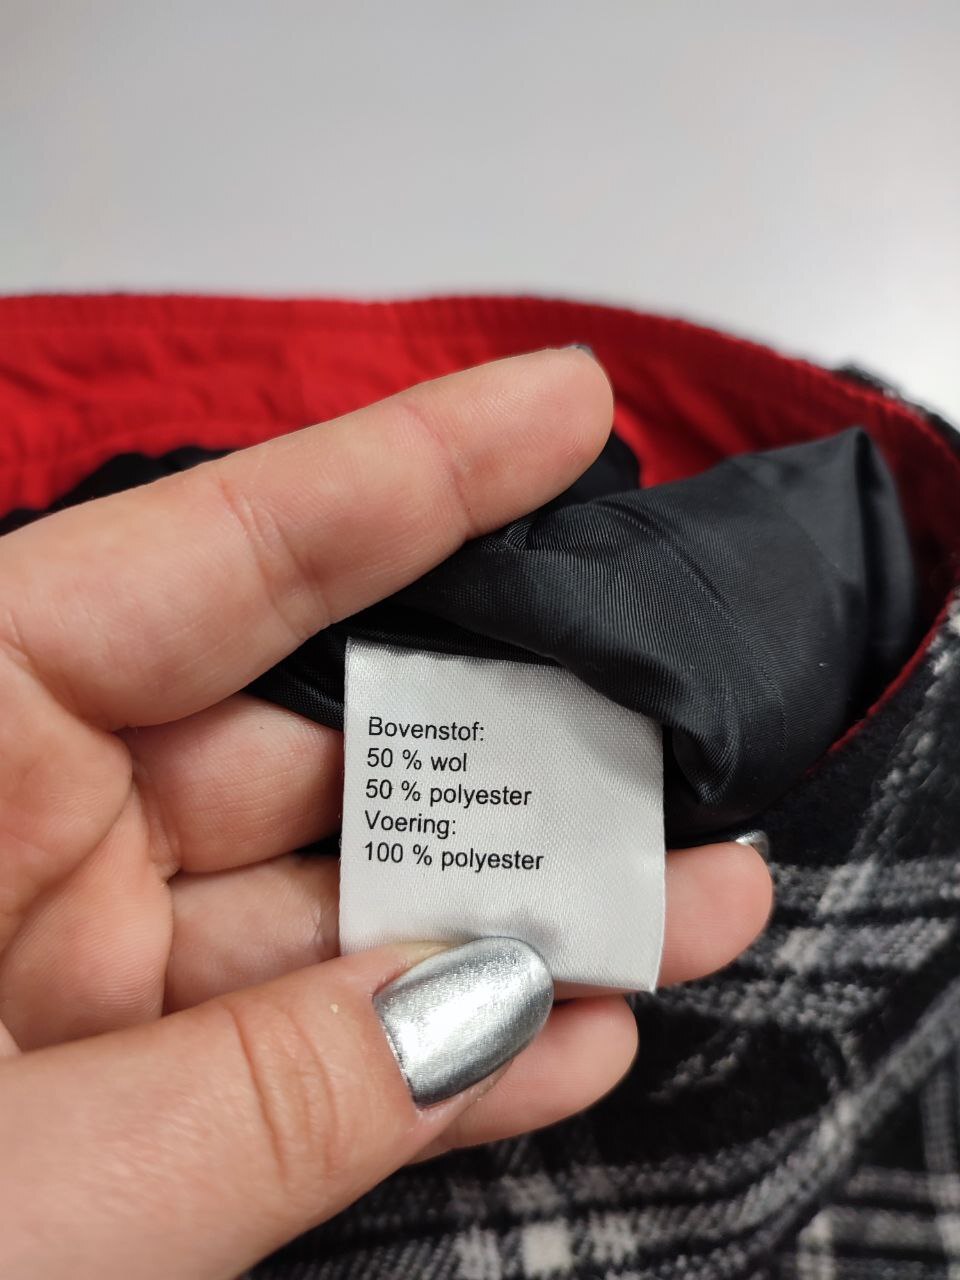 Bovenstof:
50 % wol
50 % polyester
Voering:
100 % polyester